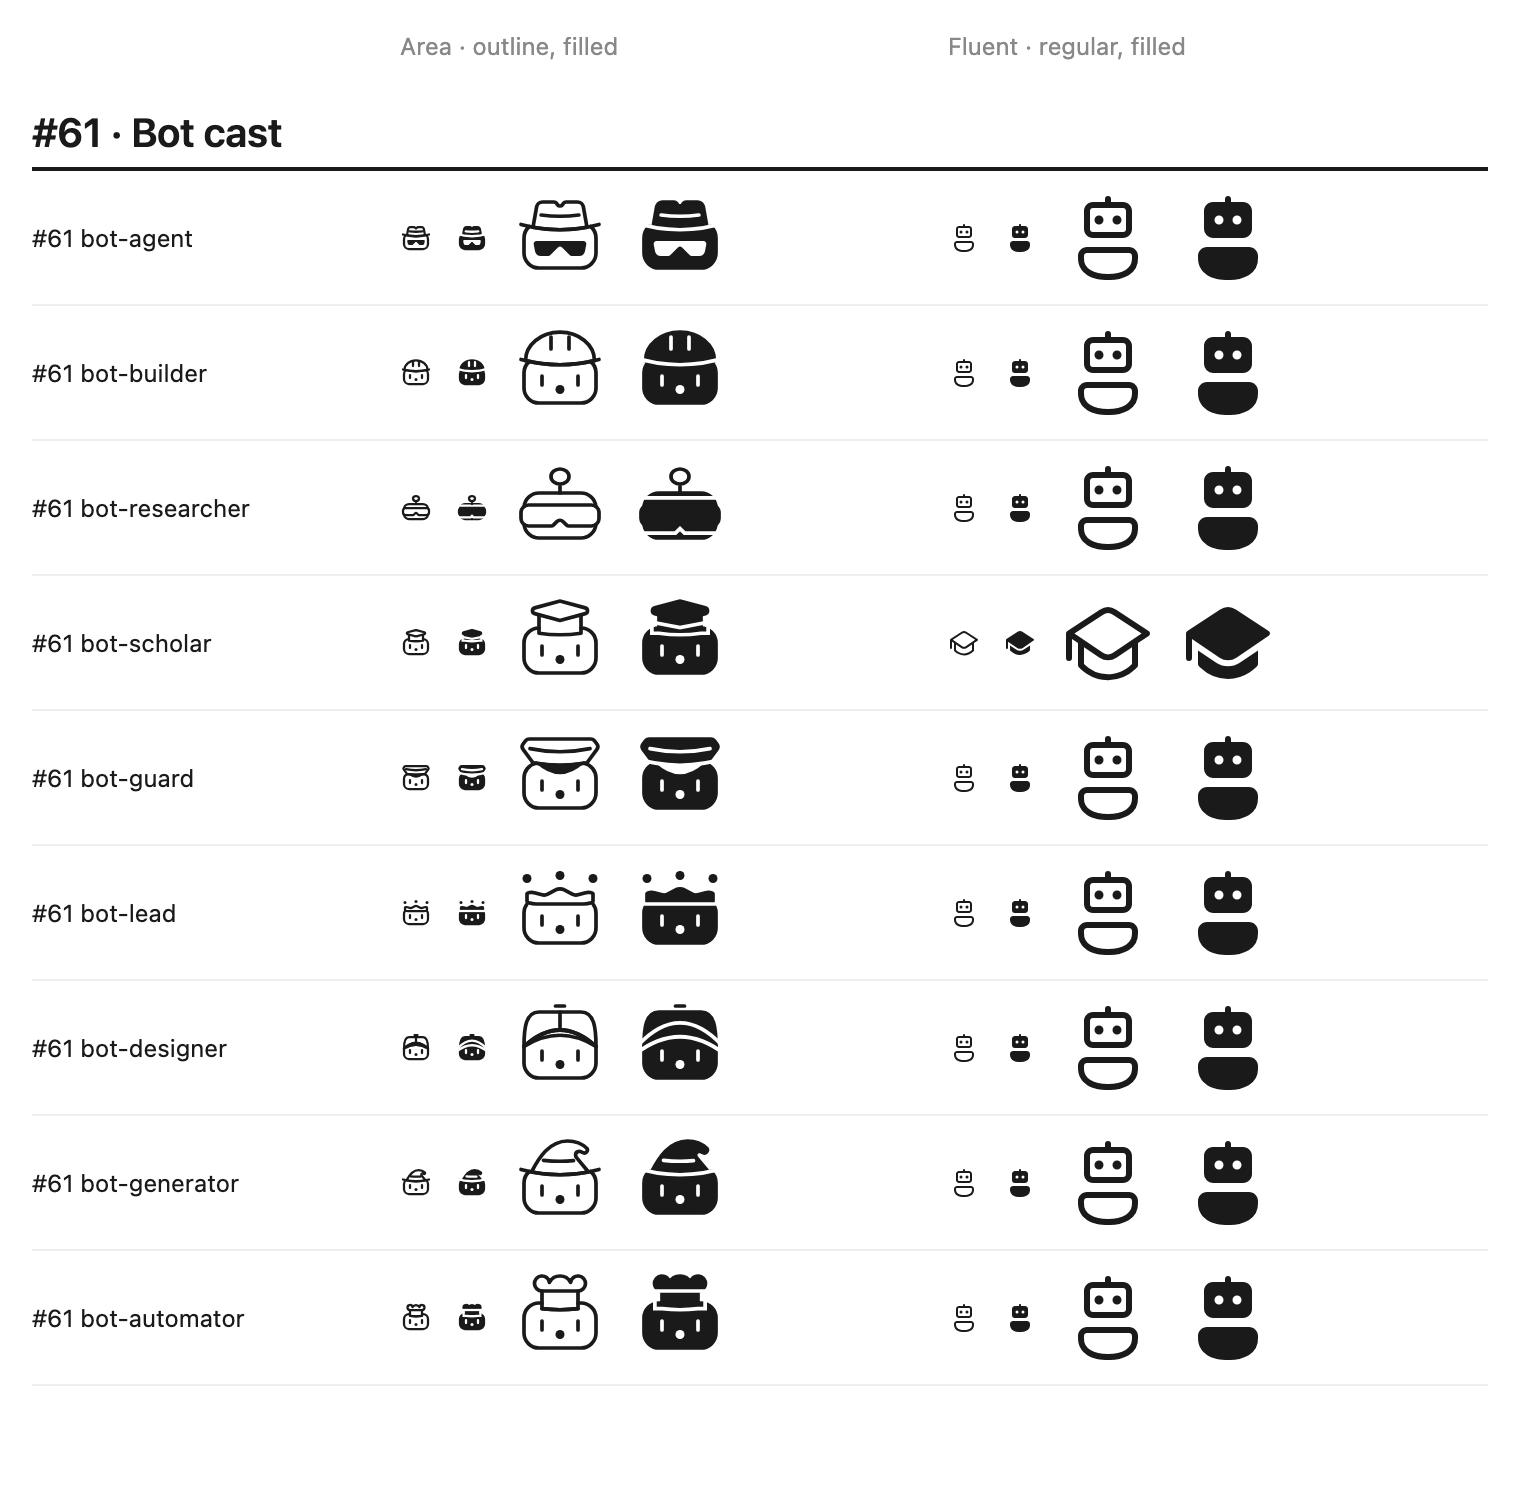 Area · outline, filled
Fluent · regular, filled
#61 · Bot cast
#61 bot-agent
#61 bot-builder
#61 bot-researcher
#61 bot-scholar
#61 bot-guard
#61 bot-lead
#61 bot-designer
#61 bot-generator
#61 bot-automator